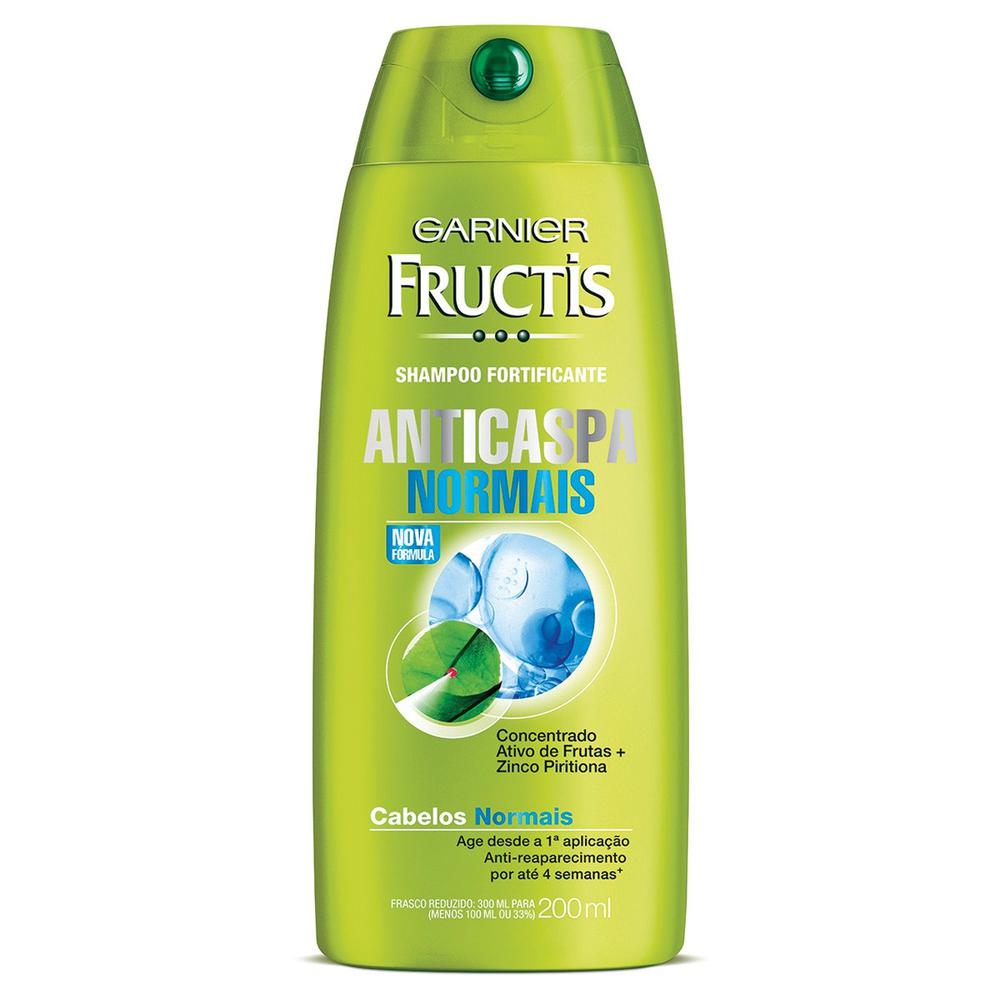 GARNIER
FRUCTIS
SHAMPOO FORTIFICANTE
ANTICASPA
NORMAIS
NOVA
FÓRMULA
Concentrado
Ativo de Frutas +
Zinco Piritiona
Cabelos Normais
Age desde a 1ª aplicação
Anti-reaparecimento
por até 4 semanas⁺
FRASCO REDUZIDO: 300 ML PARA
(MENOS 100 ML OU 33%) 200ml